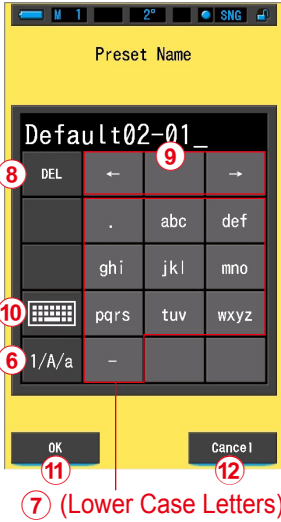 M 1 2° SNG
Preset Name
Default02-01_
9
8 DEL ← →
. abc def
ghi jkl mno
10 pqrs tuv wxyz
6 1/A/a –
OK Cancel
11 12
7 (Lower Case Letters)